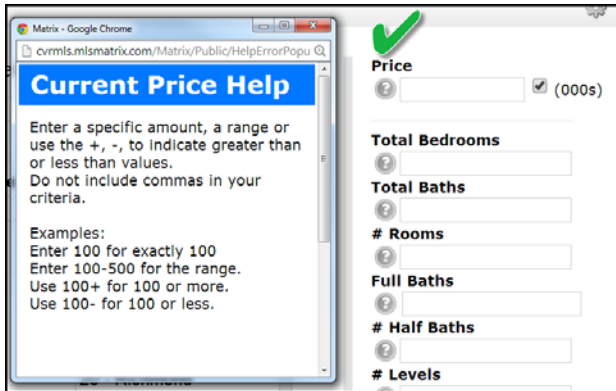 Matrix - Google Chrome
cvrmls.mlsmatrix.com/Matrix/Public/HelpErrorPopu
Current Price Help
Enter a specific amount, a range or
use the +, -, to indicate greater than
or less than values.
Do not include commas in your
criteria.
Examples:
Enter 100 for exactly 100
Enter 100-500 for the range.
Use 100+ for 100 or more.
Use 100- for 100 or less.
Price
? (000s)
Total Bedrooms
?
Total Baths
?
# Rooms
?
Full Baths
?
# Half Baths
?
# Levels